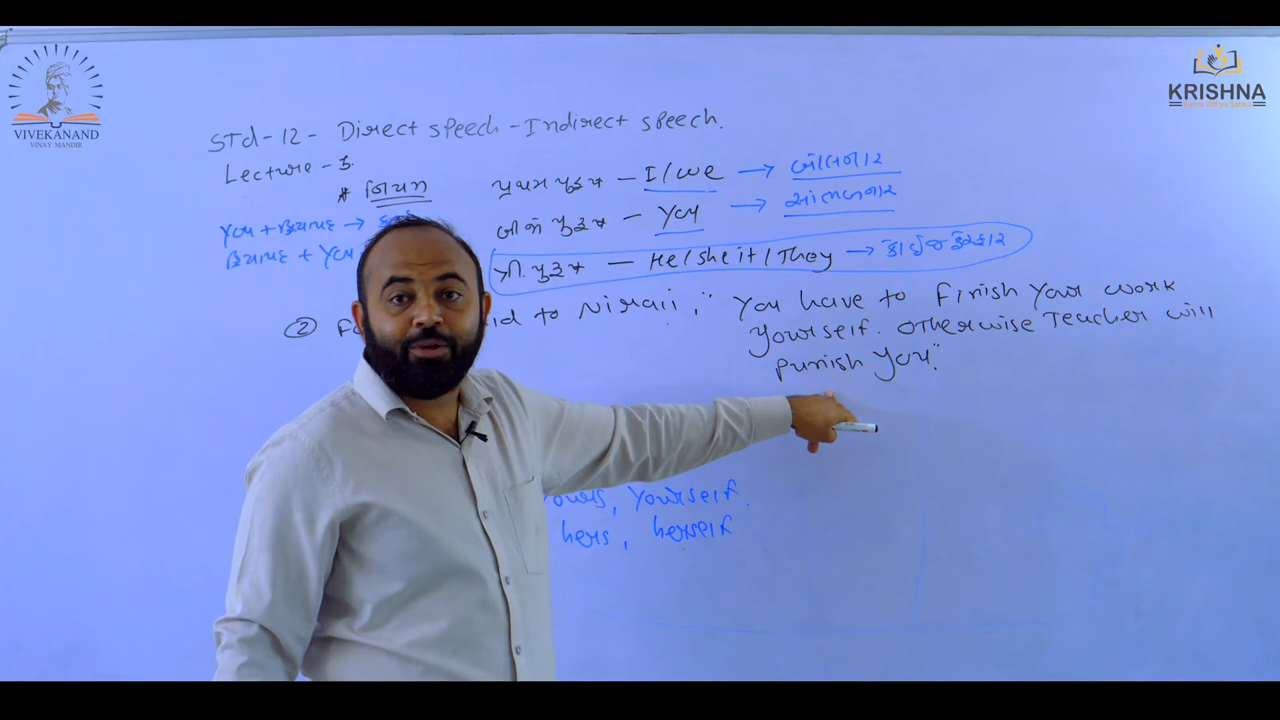 VIVEKANAND
VINAY MANDIR
KRISHNA
STd-12 - Direct speech - Indirect speech.
Lecture - 3.
* નિયમ
પ્રથમ પુરુષ - I/we → બોલનાર
બીજો પુરુષ - You → સાંભળનાર
ત્રી. પુરુષ - He/she it/They → કોઈ જ ફેરફાર
You + ક્રિયાપદ →
ક્રિયાપદ + You
② to Nirali, "You have to Finish Your work
Yourself. otherwise Teacher will
punish You."
Yourself.
hers, herself